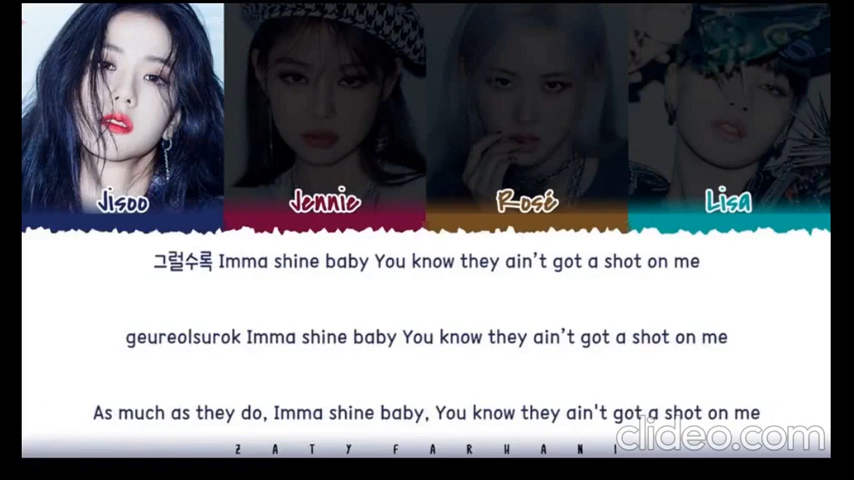 Jisoo Jennie Rosé Lisa
그럴수록 Imma shine baby You know they ain’t got a shot on me
geureolsurok Imma shine baby You know they ain’t got a shot on me
As much as they do, Imma shine baby, You know they ain't got a shot on me
ZATY FARHANI
clideo.com